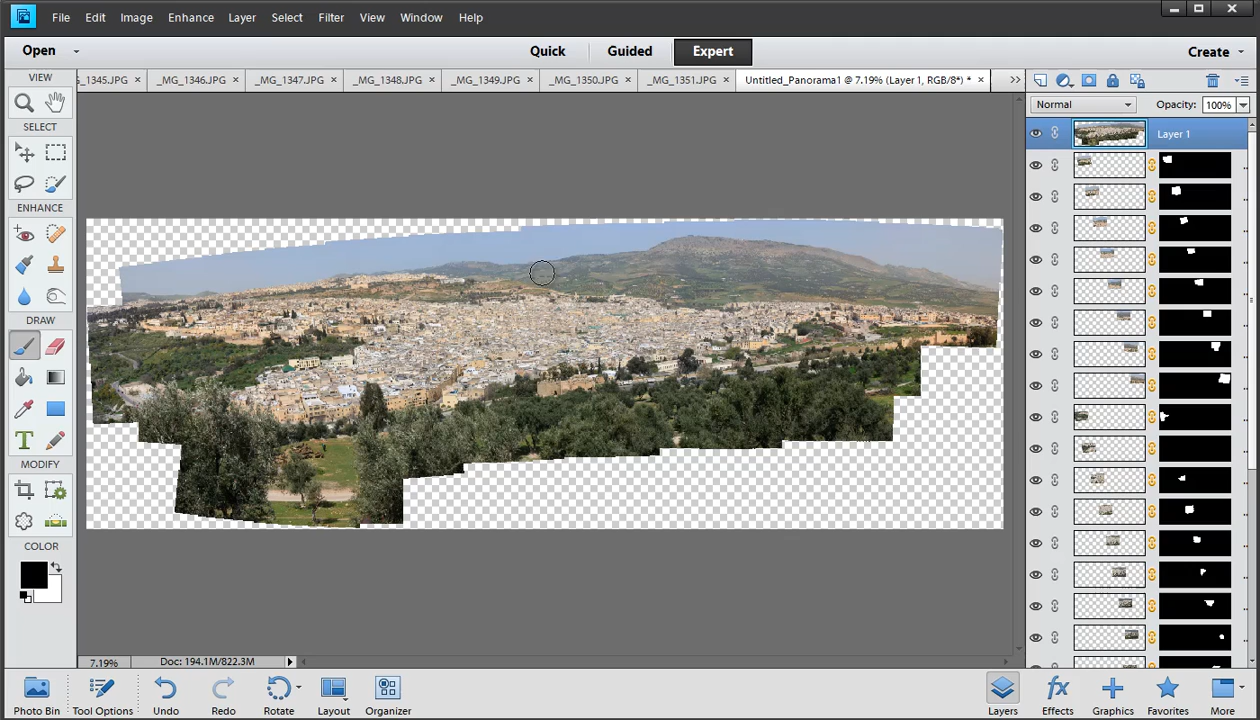 File Edit Image Enhance Layer Select Filter View Window Help
Open Quick Guided Expert Create
VIEW G_1345.JPG × _MG_1346.JPG × _MG_1347.JPG × _MG_1348.JPG × _MG_1349.JPG × _MG_1350.JPG × _MG_1351.JPG × Untitled_Panorama1 @ 7.19% (Layer 1, RGB/8*) * ×
Normal Opacity: 100%
SELECT
Layer 1
ENHANCE
DRAW
MODIFY
COLOR
7.19% Doc: 194.1M/822.3M
Photo Bin Tool Options Undo Redo Rotate Layout Organizer Layers Effects Graphics Favorites More